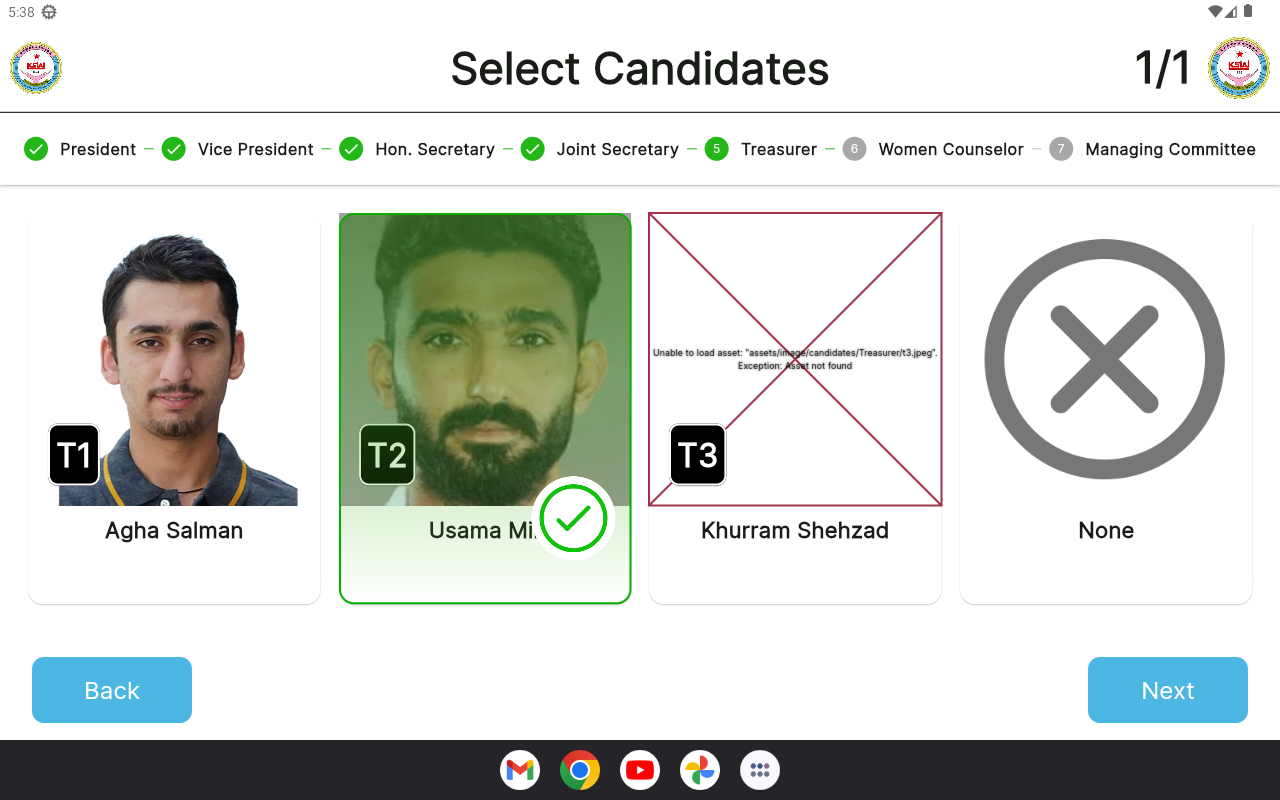 5:38
Select Candidates
1/1
President
Vice President
Hon. Secretary
Joint Secretary
5 Treasurer
6 Women Counselor
7 Managing Committee
T1
T2
Unable to load asset: "assets/image/candidates/Treasurer/t3.jpeg".
Exception: Asset not found
T3
Agha Salman
Usama
Khurram Shehzad
None
Back
Next